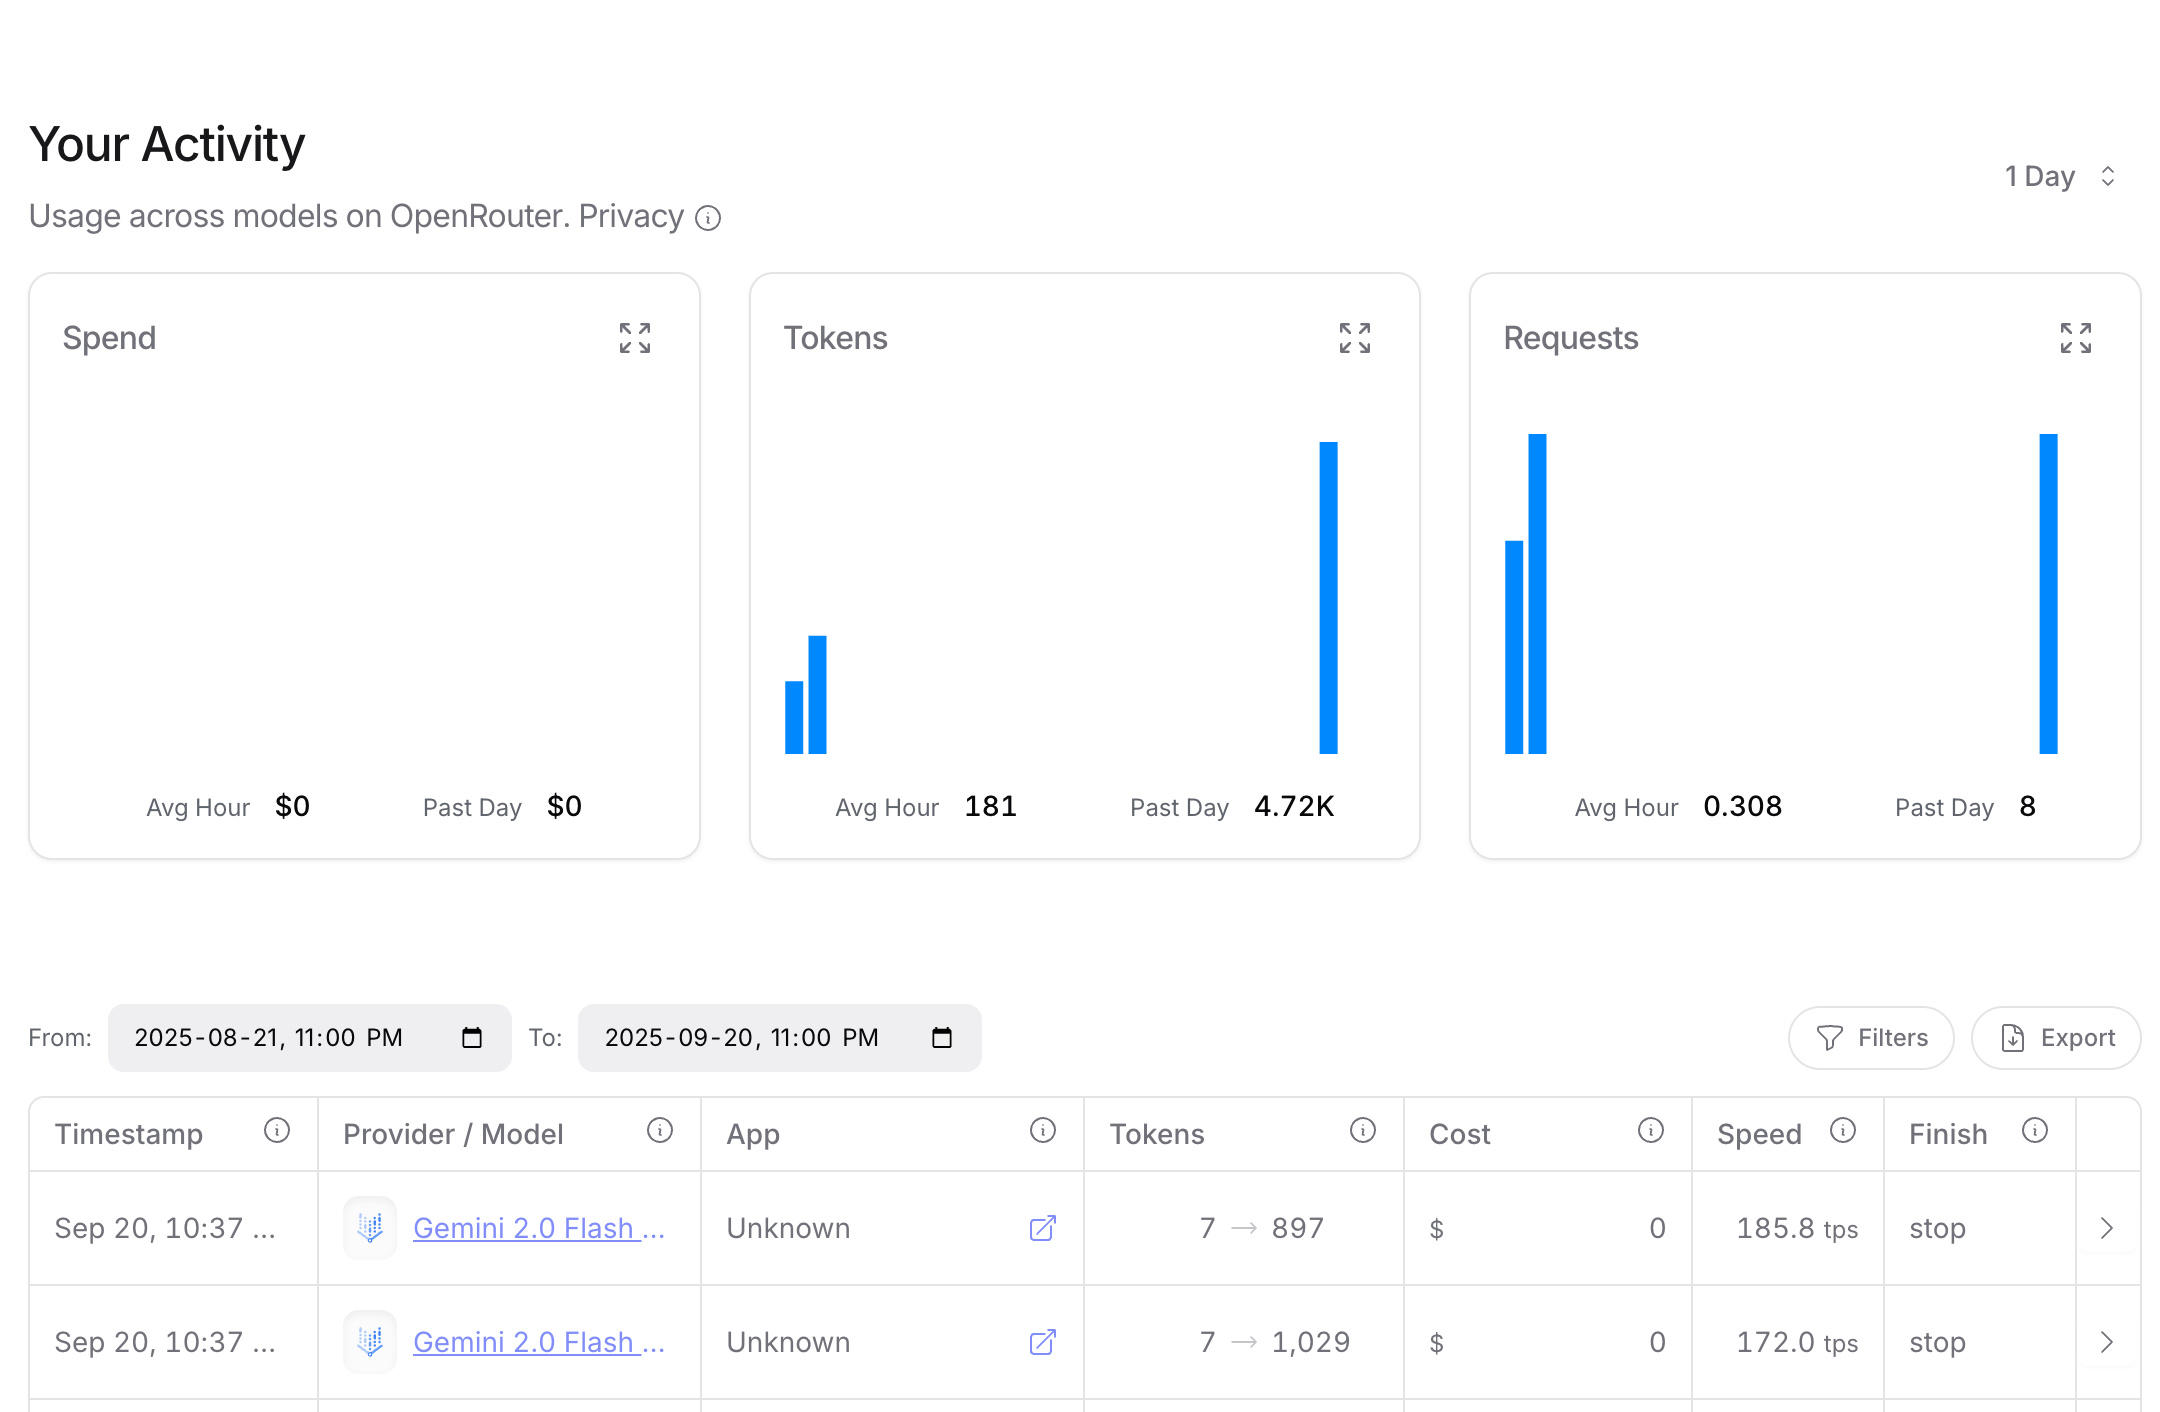 Your Activity
1 Day
Usage across models on OpenRouter. Privacy
Spend
Avg Hour $0 Past Day $0
Tokens
Avg Hour 181 Past Day 4.72K
Requests
Avg Hour 0.308 Past Day 8
From: 2025-08-21, 11:00 PM To: 2025-09-20, 11:00 PM Filters Export
Timestamp Provider / Model App Tokens Cost Speed Finish
Sep 20, 10:37 ... Gemini 2.0 Flash ... Unknown 7 → 897 $ 0 185.8 tps stop
Sep 20, 10:37 ... Gemini 2.0 Flash ... Unknown 7 → 1,029 $ 0 172.0 tps stop